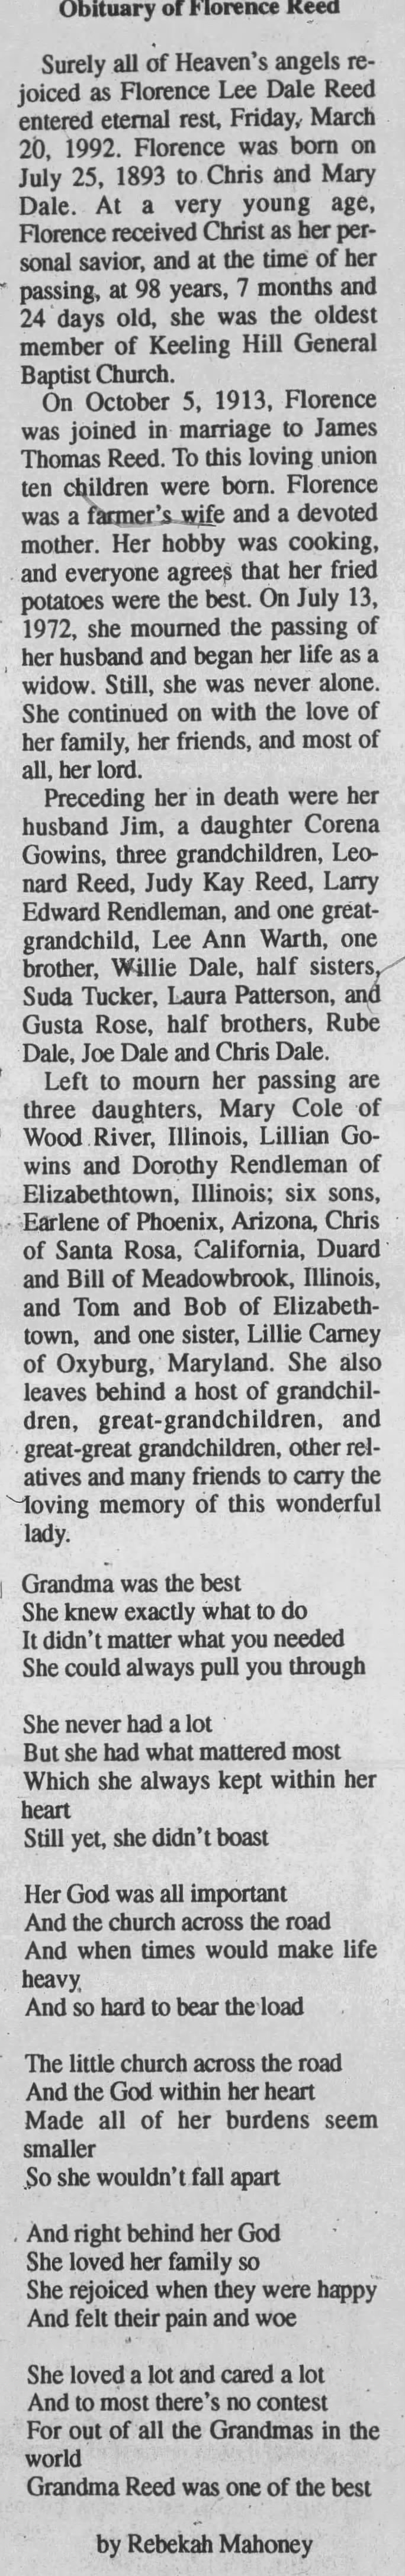 Obituary of Florence Reed
Surely all of Heaven's angels re-
joiced as Florence Lee Dale Reed
entered eternal rest, Friday, March
20, 1992. Florence was born on
July 25, 1893 to Chris and Mary
Dale. At a very young age,
Florence received Christ as her per-
sonal savior, and at the time of her
passing, at 98 years, 7 months and
24 days old, she was the oldest
member of Keeling Hill General
Baptist Church.
On October 5, 1913, Florence
was joined in marriage to James
Thomas Reed. To this loving union
ten children were born. Florence
was a farmer's wife and a devoted
mother. Her hobby was cooking,
and everyone agrees that her fried
potatoes were the best. On July 13,
1972, she mourned the passing of
her husband and began her life as a
widow. Still, she was never alone.
She continued on with the love of
her family, her friends, and most of
all, her lord.
Preceding her in death were her
husband Jim, a daughter Corena
Gowins, three grandchildren, Leo-
nard Reed, Judy Kay Reed, Larry
Edward Rendleman, and one great-
grandchild, Lee Ann Warth, one
brother, Willie Dale, half sisters,
Suda Tucker, Laura Patterson, and
Gusta Rose, half brothers, Rube
Dale, Joe Dale and Chris Dale.
Left to mourn her passing are
three daughters, Mary Cole of
Wood River, Illinois, Lillian Go-
wins and Dorothy Rendleman of
Elizabethtown, Illinois; six sons,
Earlene of Phoenix, Arizona, Chris
of Santa Rosa, California, Duard
and Bill of Meadowbrook, Illinois,
and Tom and Bob of Elizabeth-
town, and one sister, Lillie Carney
of Oxyburg, Maryland. She also
leaves behind a host of grandchil-
dren, great-grandchildren, and
great-great grandchildren, other rel-
atives and many friends to carry the
loving memory of this wonderful
lady.
Grandma was the best
She knew exactly what to do
It didn't matter what you needed
She could always pull you through
She never had a lot
But she had what mattered most
Which she always kept within her
heart
Still yet, she didn't boast
Her God was all important
And the church across the road
And when times would make life
heavy
And so hard to bear the load
The little church across the road
And the God within her heart
Made all of her burdens seem
smaller
So she wouldn't fall apart
And right behind her God
She loved her family so
She rejoiced when they were happy
And felt their pain and woe
She loved a lot and cared a lot
And to most there's no contest
For out of all the Grandmas in the
world
Grandma Reed was one of the best
by Rebekah Mahoney